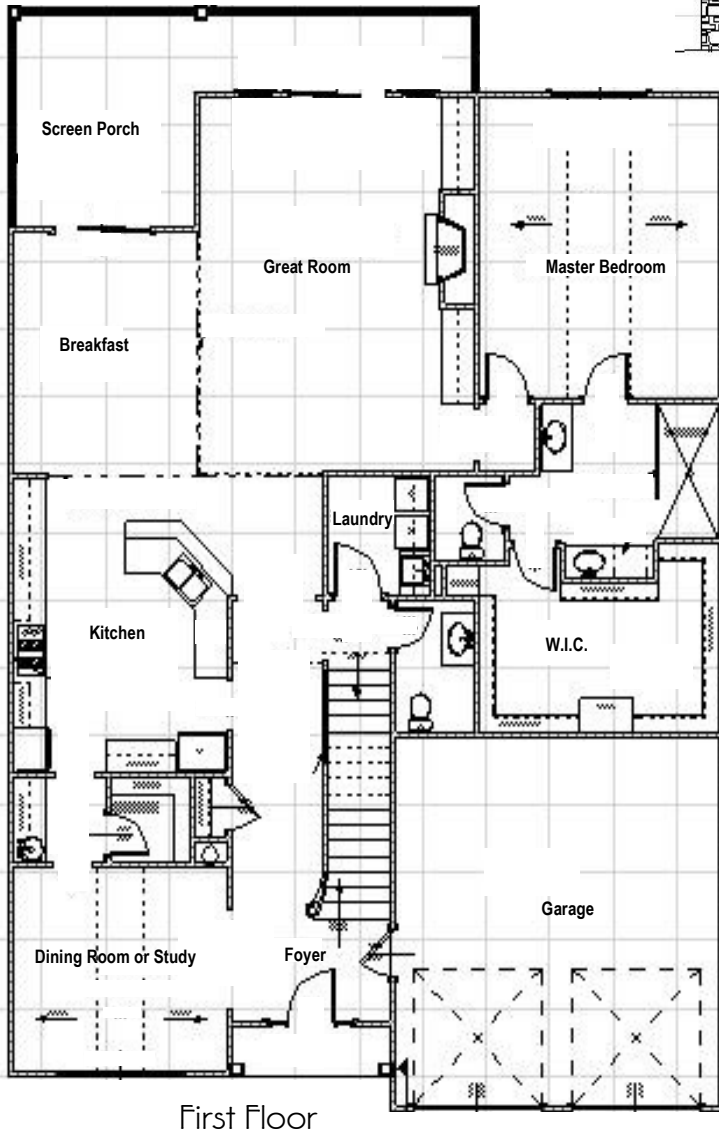 Screen Porch
Great Room
Master Bedroom
Breakfast
Laundry
Kitchen
W.I.C.
Garage
Dining Room or Study
Foyer
First Floor